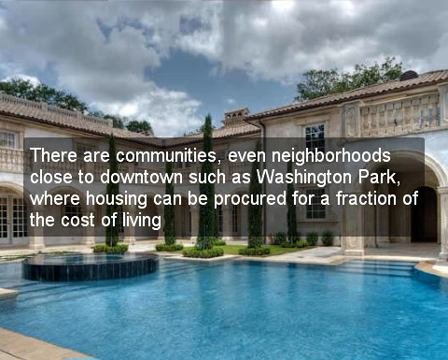 There are communities, even neighborhoods
close to downtown such as Washington Park,
where housing can be procured for a fraction of
the cost of living